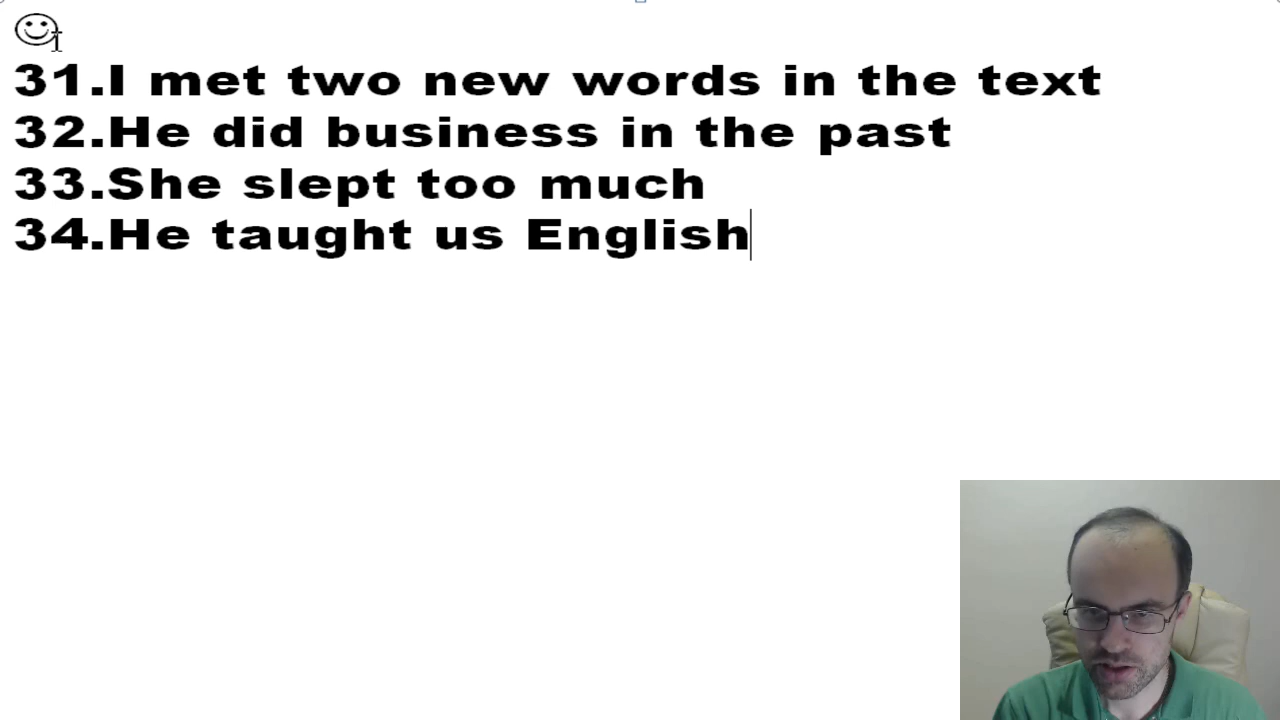 31.I met two new words in the text
32.He did business in the past
33.She slept too much
34.He taught us English